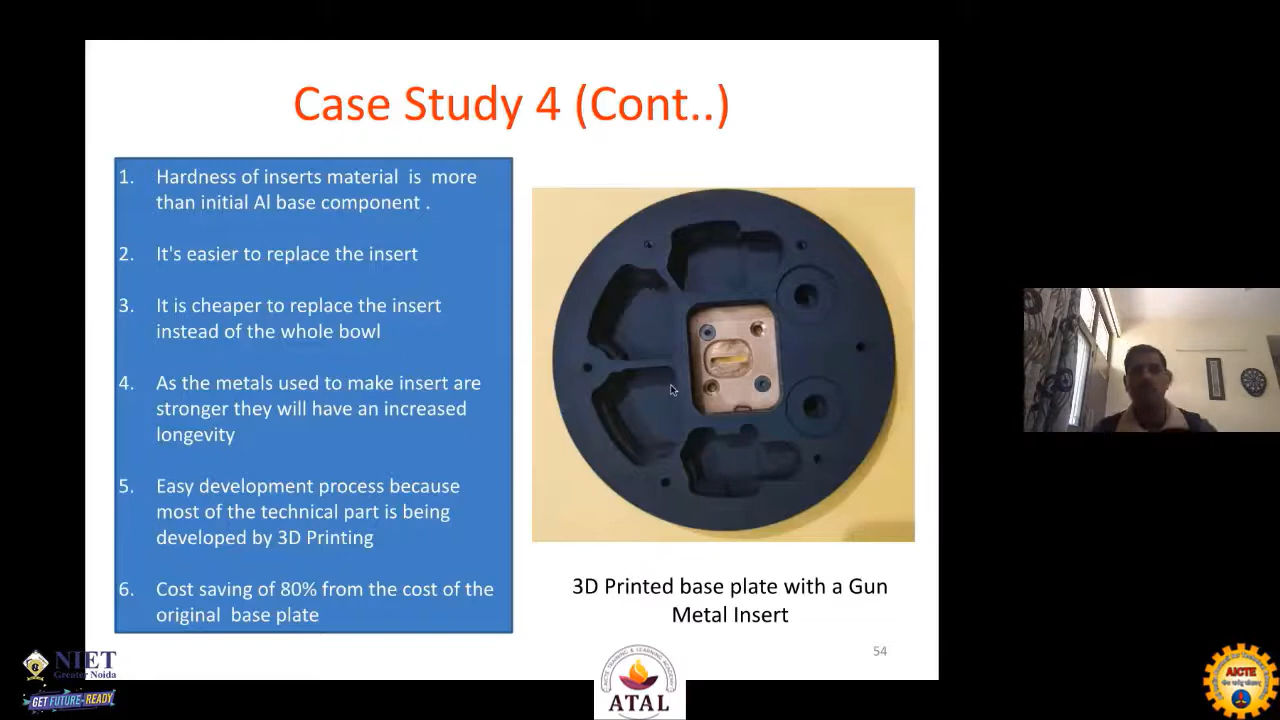 Case Study 4 (Cont..)
1. Hardness of inserts material is more
than initial Al base component .
2. It's easier to replace the insert
3. It is cheaper to replace the insert
instead of the whole bowl
4. As the metals used to make insert are
stronger they will have an increased
longevity
5. Easy development process because
most of the technical part is being
developed by 3D Printing
6. Cost saving of 80% from the cost of the
original base plate
3D Printed base plate with a Gun
Metal Insert
54
NIET
Greater Noida
GET FUTURE-READY
AICTE TRAINING & LEARNING ACADEMY
ATAL
AICTE